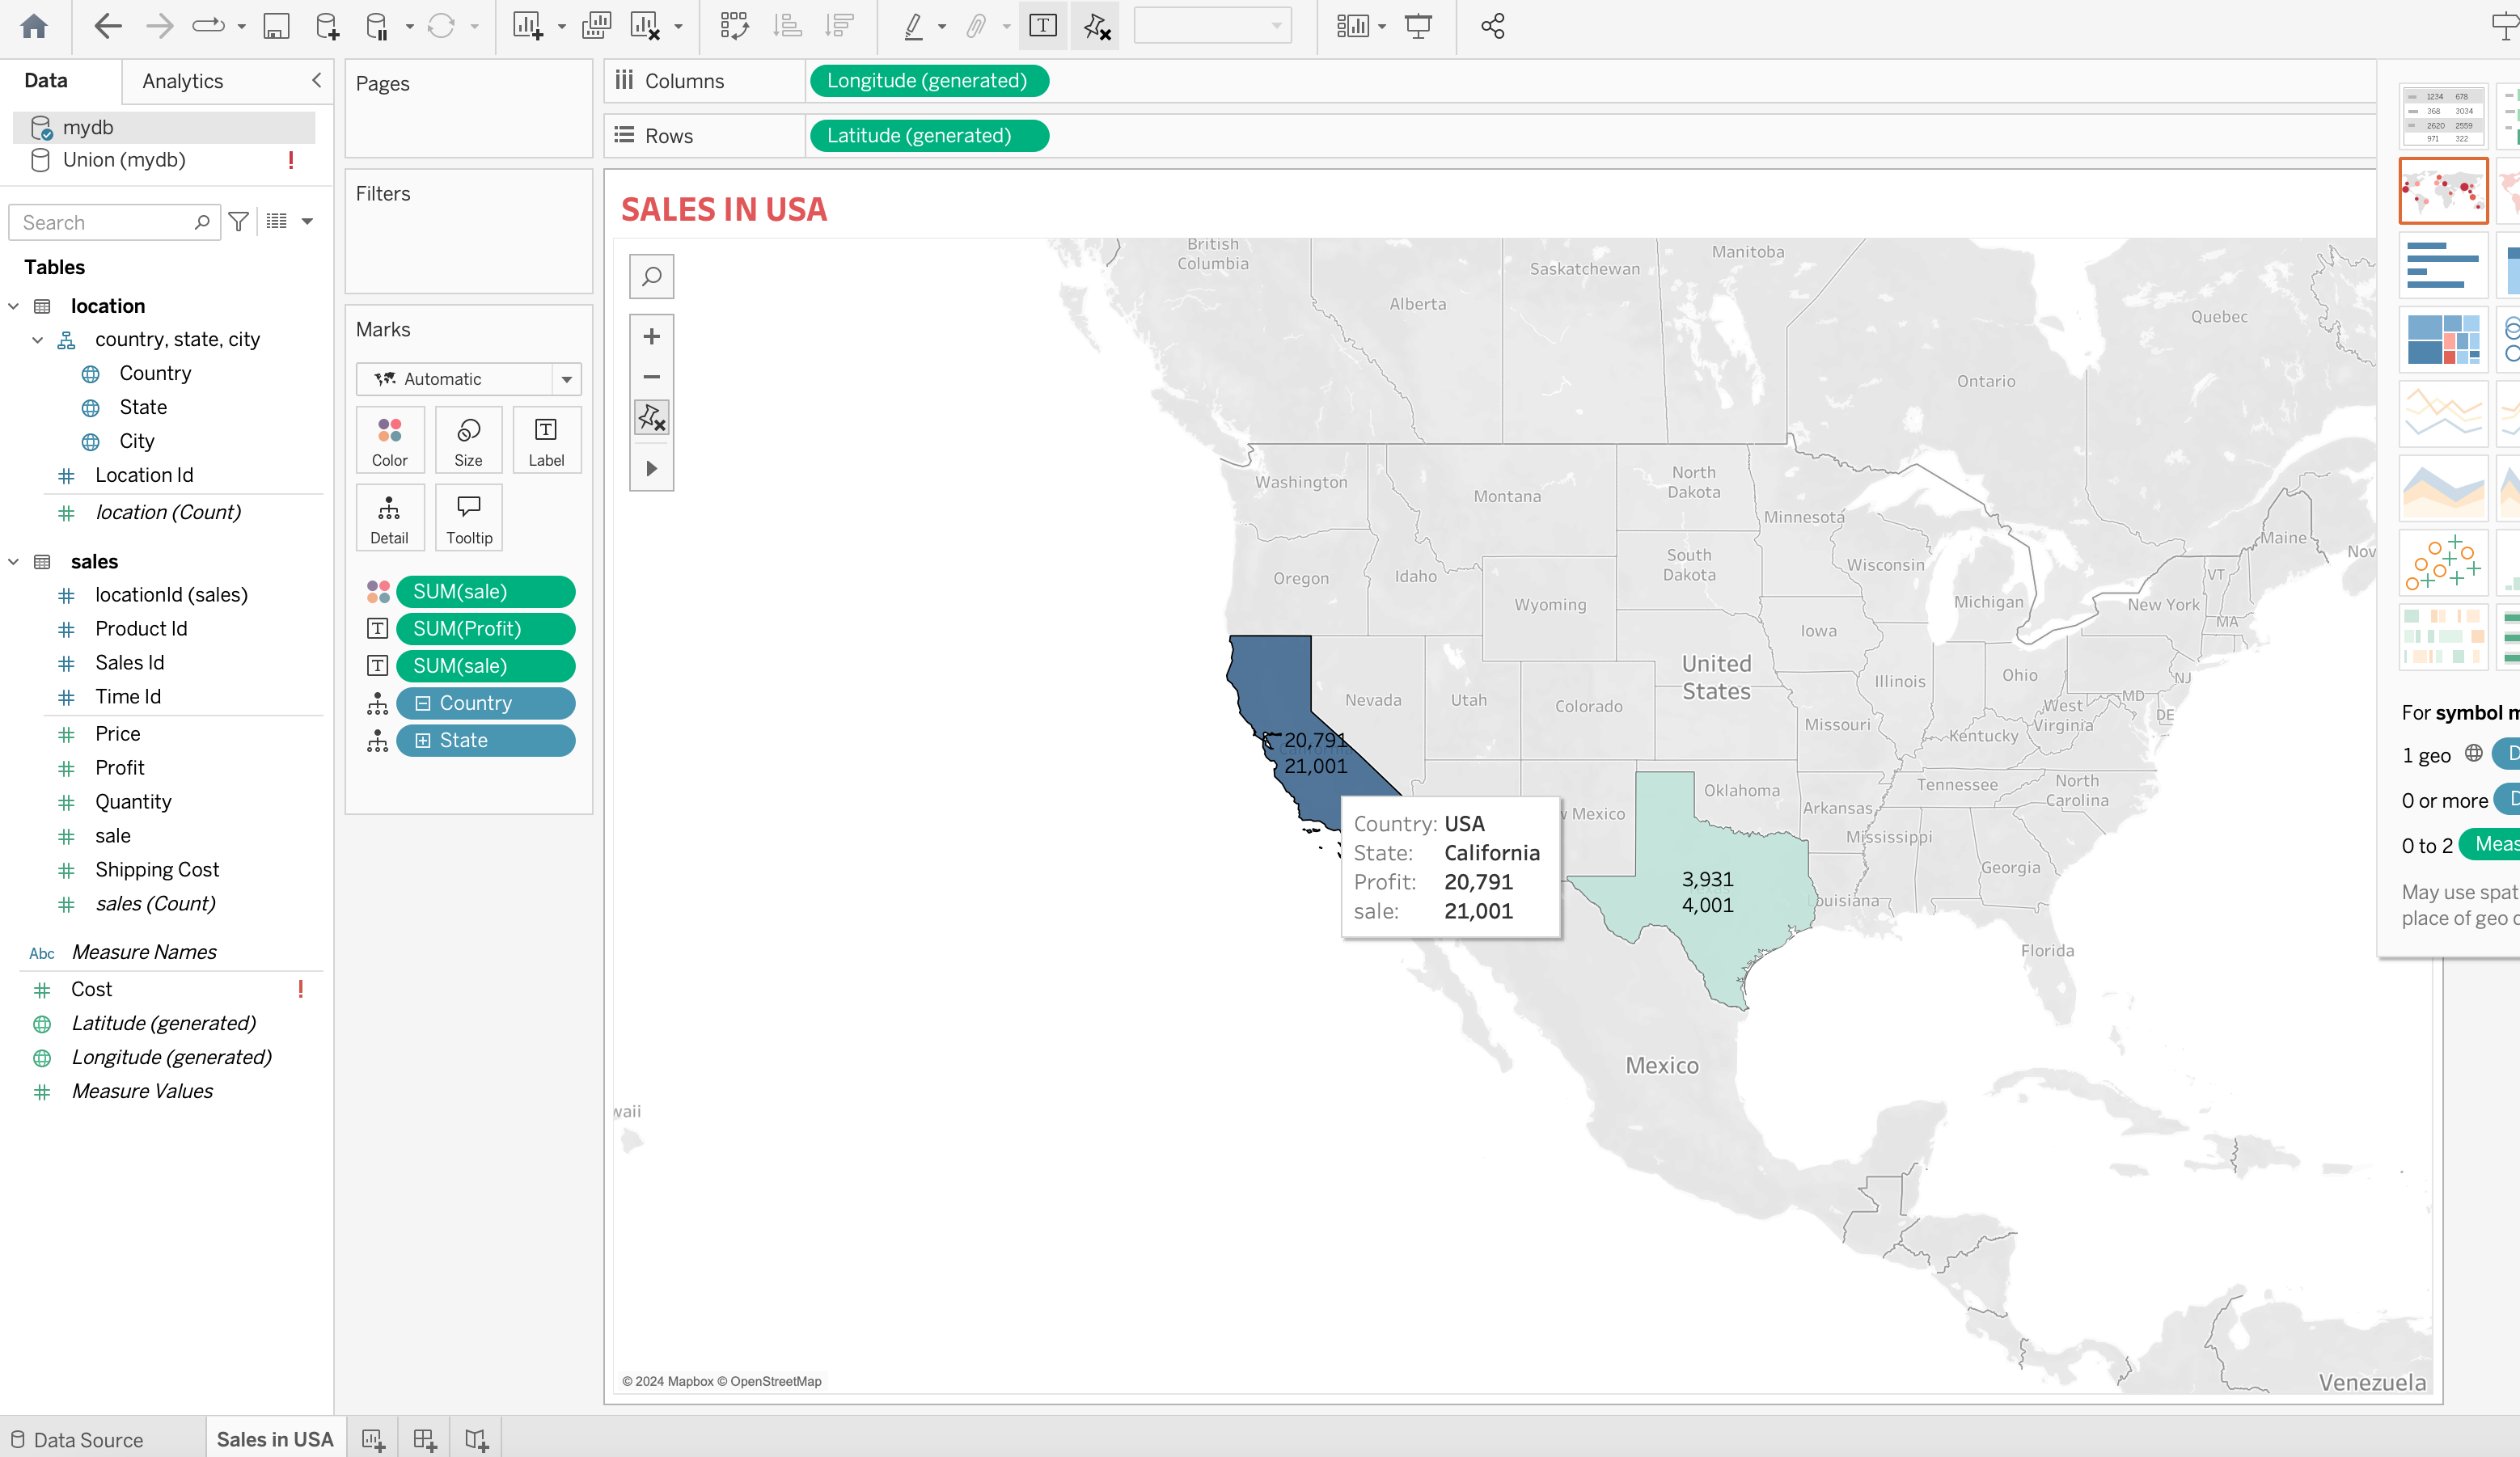 Data
Analytics
mydb
Union (mydb) !
Search
Tables
location
country, state, city
Country
State
City
Location Id
location (Count)
sales
locationId (sales)
Product Id
Sales Id
Time Id
Price
Profit
Quantity
sale
Shipping Cost
sales (Count)
Abc Measure Names
Cost !
Latitude (generated)
Longitude (generated)
Measure Values
Pages
Filters
Marks
Automatic
Color
Size
T Label
Detail
Tooltip
SUM(sale)
T SUM(Profit)
T SUM(sale)
Country
State
Columns Longitude (generated)
Rows Latitude (generated)
SALES IN USA
British
Columbia
Alberta
Saskatchewan
Manitoba
Ontario
Quebec
Washington
Montana
North
Dakota
Minnesota
Maine
Nov
Oregon
Idaho
South
Dakota
Wisconsin
VT
Wyoming
Michigan
New York
MA
Iowa
United
States
Nevada
Utah
Colorado
Illinois
Ohio
NJ
MD
DE
West
Virginia
Missouri
Kentucky
20,791
21,001
Oklahoma
Arkansas
Tennessee
North
Carolina
Mexico
Mississippi
Georgia
Louisiana
Florida
3,931
4,001
Country: USA
State: California
Profit: 20,791
sale: 21,001
Mexico
waii
Venezuela
© 2024 Mapbox © OpenStreetMap
1234 678
368 3034
2620 2559
971 322
For symbol m
1 geo D
0 or more D
0 to 2 Meas
May use spat
place of geo d
Data Source
Sales in USA